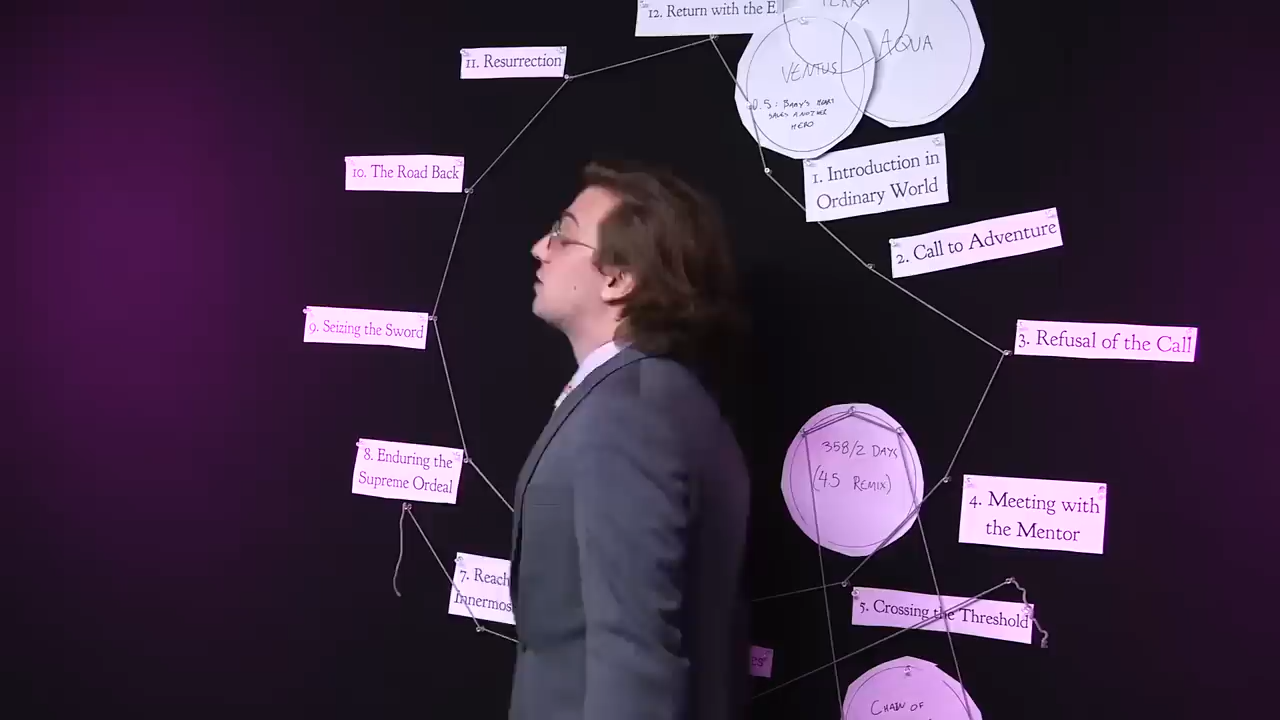 12. Return with the E
11. Resurrection
TERRA
AQUA
VENTUS
0.5: BABY'S HEART
SAVES ANOTHER
HERO
1. Introduction in
Ordinary World
10. The Road Back
2. Call to Adventure
9. Seizing the Sword
3. Refusal of the Call
358/2 DAYS
(4.5 REMIX)
8. Enduring the
Supreme Ordeal
4. Meeting with
the Mentor
7. Reach
Innermos
5. Crossing the Threshold
es
CHAIN OF